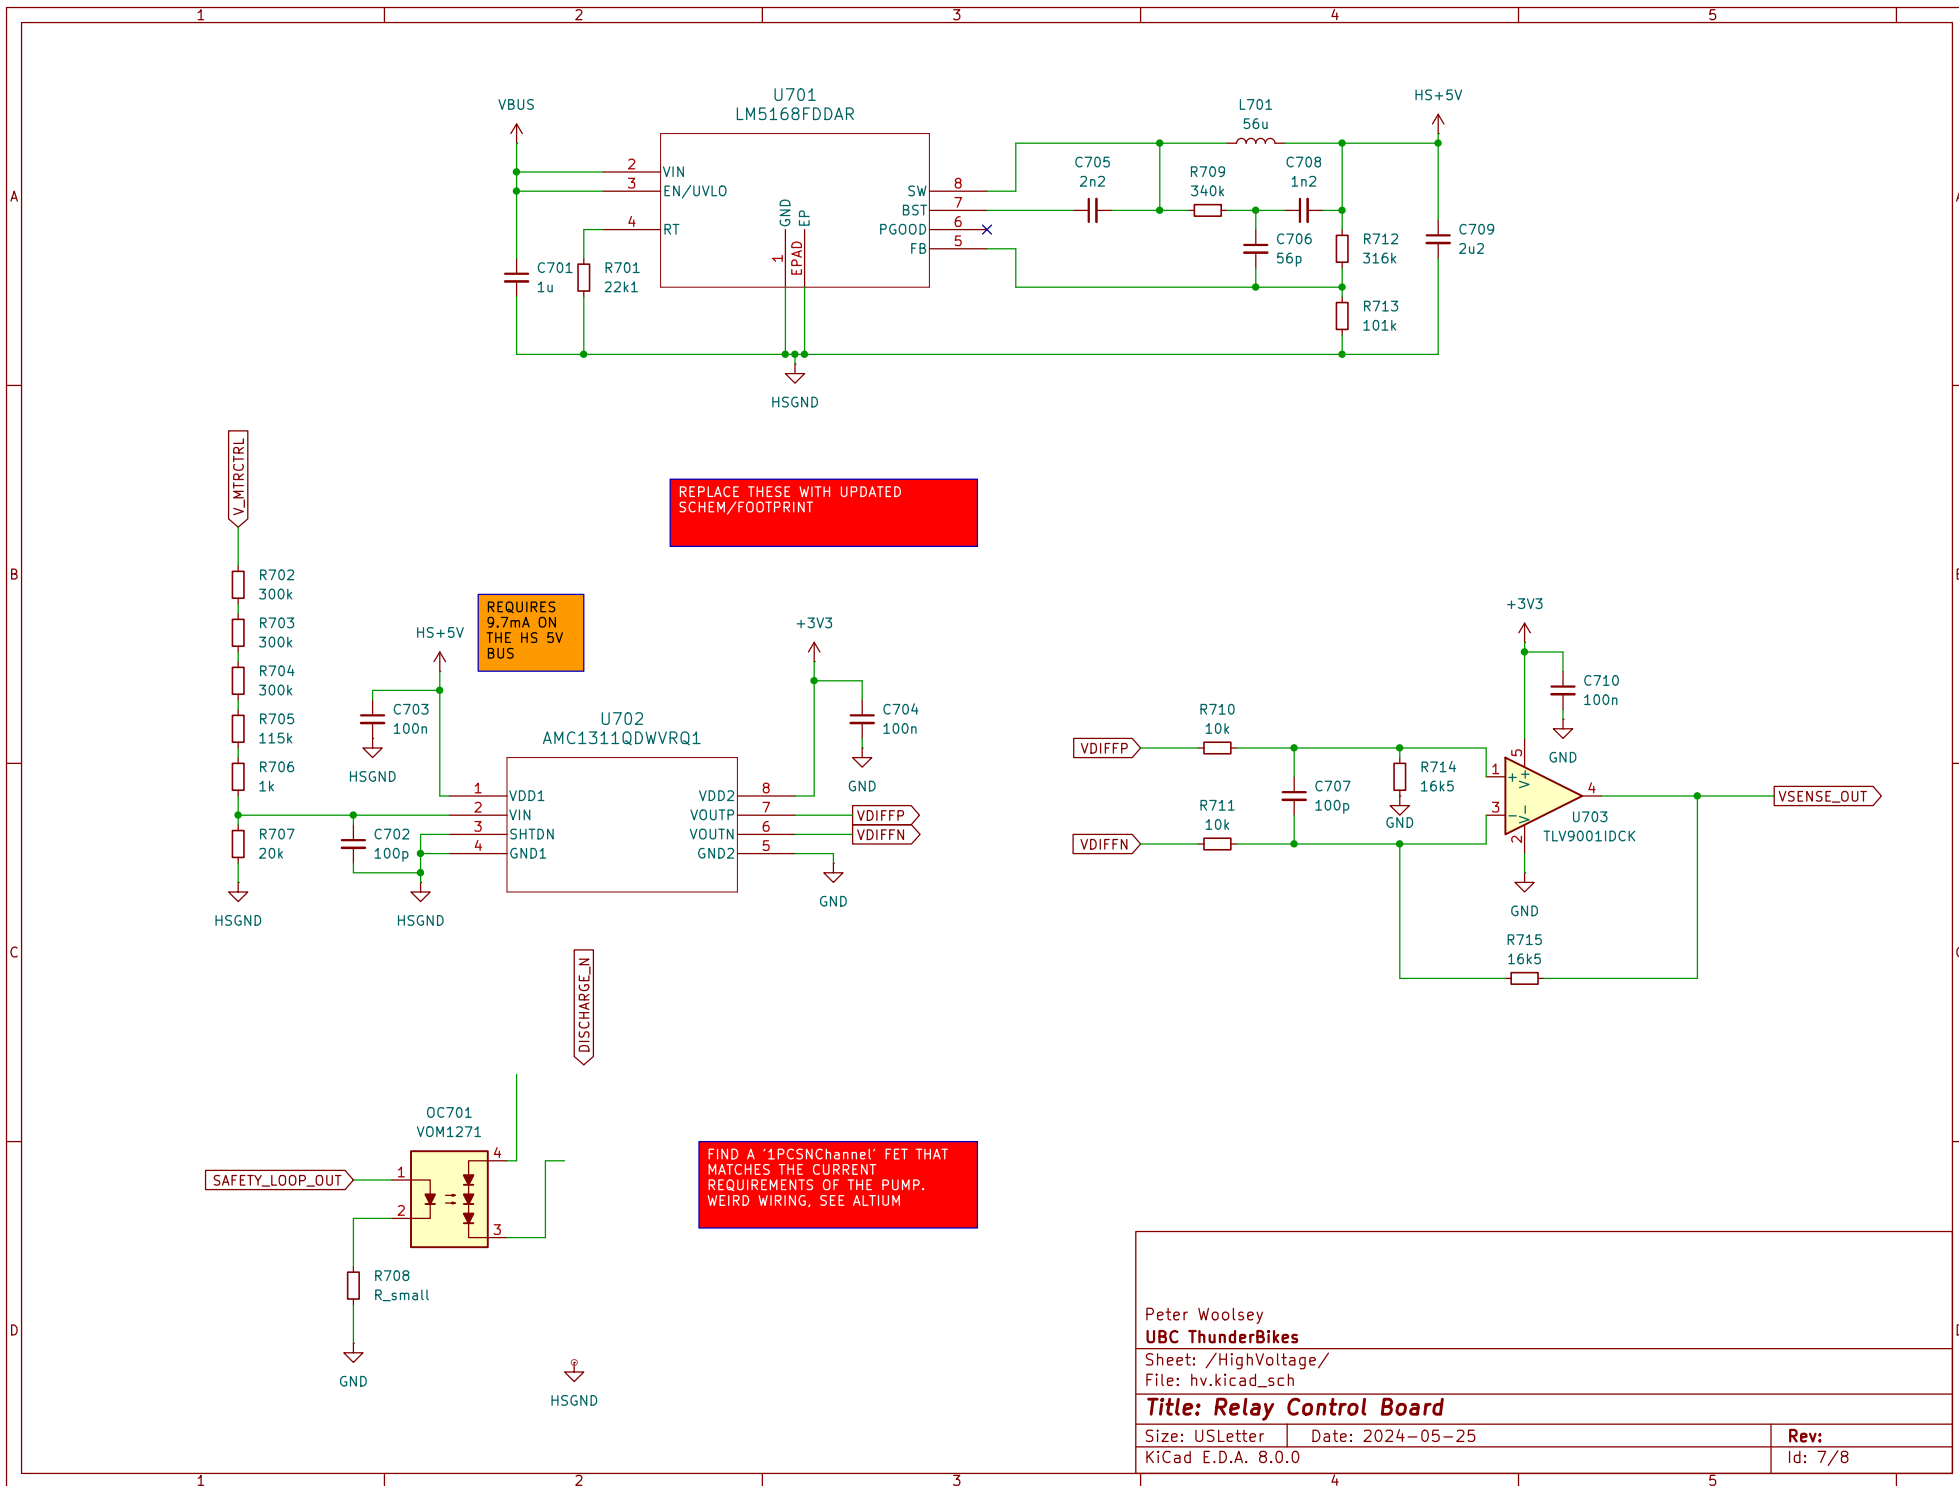 1 2 3 4 5
A
B
C
D
VBUS
U701
LM5168FDDAR
2 VIN
3 EN/UVLO
4 RT
GND
EP
1
EPAD
SW 8
BST 7
PGOOD 6
FB 5
C701
1u
R701
22k1
HSGND
C705
2n2
R709
340k
L701
56u
C708
1n2
C706
56p
R712
316k
R713
101k
HS+5V
C709
2u2
REPLACE THESE WITH UPDATED
SCHEM/FOOTPRINT
V_MTRCTRL
R702
300k
R703
300k
R704
300k
R705
115k
R706
1k
R707
20k
HSGND
C702
100p
HSGND
HS+5V
C703
100n
HSGND
REQUIRES
9.7mA ON
THE HS 5V
BUS
U702
AMC1311QDWVRQ1
1 VDD1
2 VIN
3 SHTDN
4 GND1
VDD2 8
VOUTP 7
VOUTN 6
GND2 5
+3V3
C704
100n
GND
VDIFFP
VDIFFN
GND
VDIFFP
R710
10k
VDIFFN
R711
10k
C707
100p
R714
16k5
GND
+3V3
C710
100n
GND
1
3
5
2
4
+
-
V+
V-
U703
TLV9001IDCK
GND
VSENSE_OUT
R715
16k5
DISCHARGE_N
OC701
VOM1271
SAFETY_LOOP_OUT
1
2
4
3
R708
R_small
GND
HSGND
FIND A '1PCSNChannel' FET THAT
MATCHES THE CURRENT
REQUIREMENTS OF THE PUMP.
WEIRD WIRING, SEE ALTIUM
Peter Woolsey
UBC ThunderBikes
Sheet: /HighVoltage/
File: hv.kicad_sch
Title: Relay Control Board
Size: USLetter Date: 2024-05-25 Rev:
KiCad E.D.A. 8.0.0 Id: 7/8
1 2 3 4 5